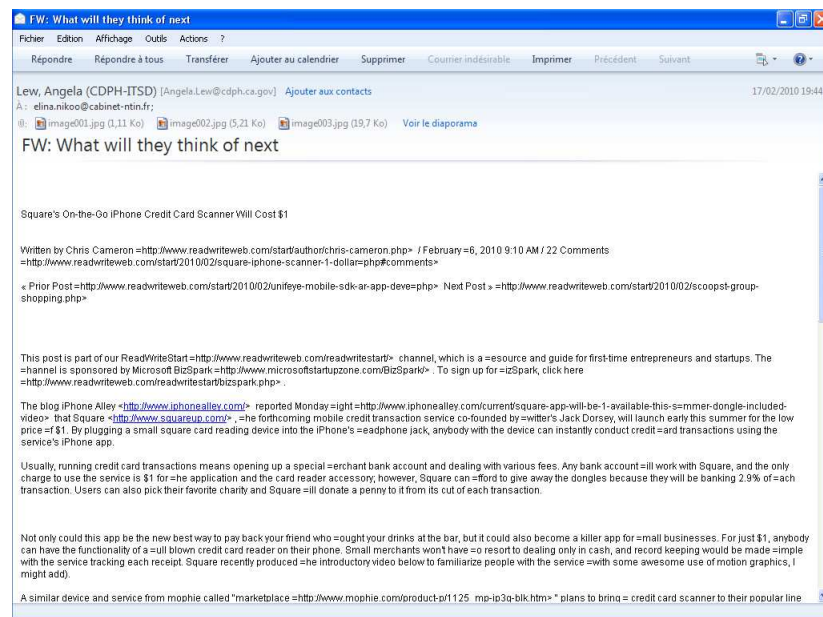 FW: What will they think of next
Fichier Edition Affichage Outils Actions ?
Répondre Répondre à tous Transférer Ajouter au calendrier Supprimer Courrier indésirable Imprimer Précédent Suivant
Lew, Angela (CDPH-ITSD) [Angela.Lew@cdph.ca.gov] Ajouter aux contacts 17/02/2010 19:44
À : elina.nikoo@cabinet-ntin.fr;
image001.jpg (1,11 Ko) image002.jpg (5,21 Ko) image003.jpg (19,7 Ko) Voir le diaporama
FW: What will they think of next
Square's On-the-Go iPhone Credit Card Scanner Will Cost $1
Written by Chris Cameron =http://www.readwriteweb.com/start/author/chris-cameron.php> / February =6, 2010 9:10 AM / 22 Comments
=http://www.readwriteweb.com/start/2010/02/square-iphone-scanner-1-dollar=php#comments>
« Prior Post =http://www.readwriteweb.com/start/2010/02/unifeye-mobile-sdk-ar-app-deve=php> Next Post » =http://www.readwriteweb.com/start/2010/02/scoopst-group-
shopping.php>
This post is part of our ReadWriteStart =http://www.readwriteweb.com/readwritestart/> channel, which is a =esource and guide for first-time entrepreneurs and startups. The
=hannel is sponsored by Microsoft BizSpark =http://www.microsoftstartupzone.com/BizSpark/> . To sign up for =izSpark, click here
=http://www.readwriteweb.com/readwritestart/bizspark.php> .
The blog iPhone Alley <http://www.iphonealley.com/> reported Monday =ight =http://www.iphonealley.com/current/square-app-will-be-1-available-this-s=mmer-dongle-included-
video> that Square <http://www.squareup.com/> , =he forthcoming mobile credit transaction service co-founded by =witter's Jack Dorsey, will launch early this summer for the low
price =f $1. By plugging a small square card reading device into the iPhone's =eadphone jack, anybody with the device can instantly conduct credit =ard transactions using the
service's iPhone app.
Usually, running credit card transactions means opening up a special =erchant bank account and dealing with various fees. Any bank account =ill work with Square, and the only
charge to use the service is $1 for =he application and the card reader accessory; however, Square can =fford to give away the dongles because they will be banking 2.9% of =ach
transaction. Users can also pick their favorite charity and Square =ill donate a penny to it from its cut of each transaction.
Not only could this app be the new best way to pay back your friend who =ought your drinks at the bar, but it could also become a killer app for =mall businesses. For just $1, anybody
can have the functionality of a =ull blown credit card reader on their phone. Small merchants won't have =o resort to dealing only in cash, and record keeping would be made =imple
with the service tracking each receipt. Square recently produced =he introductory video below to familiarize people with the service =with some awesome use of motion graphics, I
might add).
A similar device and service from mophie called "marketplace =http://www.mophie.com/product-p/1125_mp-ip3g-blk.htm> " plans to bring = credit card scanner to their popular line